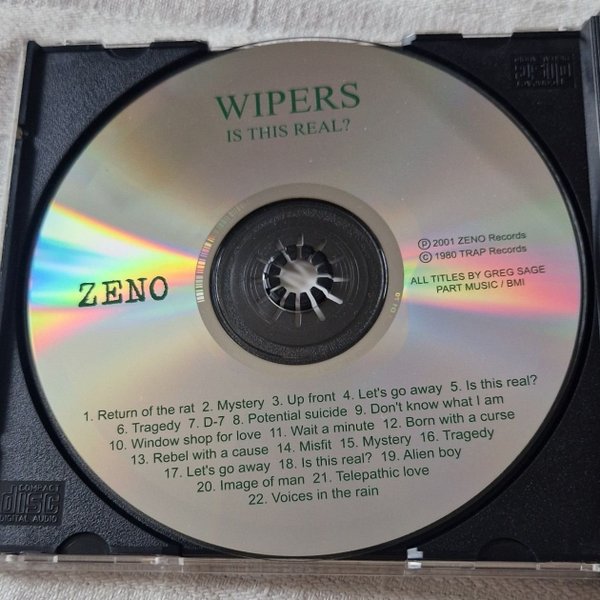 WIPERS
IS THIS REAL?
Ⓟ 2001 ZENO Records
© 1980 TRAP Records
ALL TITLES BY GREG SAGE
PART MUSIC / BMI
ZENO
1. Return of the rat 2. Mystery 3. Up front 4. Let's go away 5. Is this real?
6. Tragedy 7. D-7 8. Potential suicide 9. Don't know what I am
10. Window shop for love 11. Wait a minute 12. Born with a curse
13. Rebel with a cause 14. Misfit 15. Mystery 16. Tragedy
17. Let's go away 18. Is this real? 19. Alien boy
20. Image of man 21. Telepathic love
22. Voices in the rain
COMPACT
disc
DIGITAL AUDIO